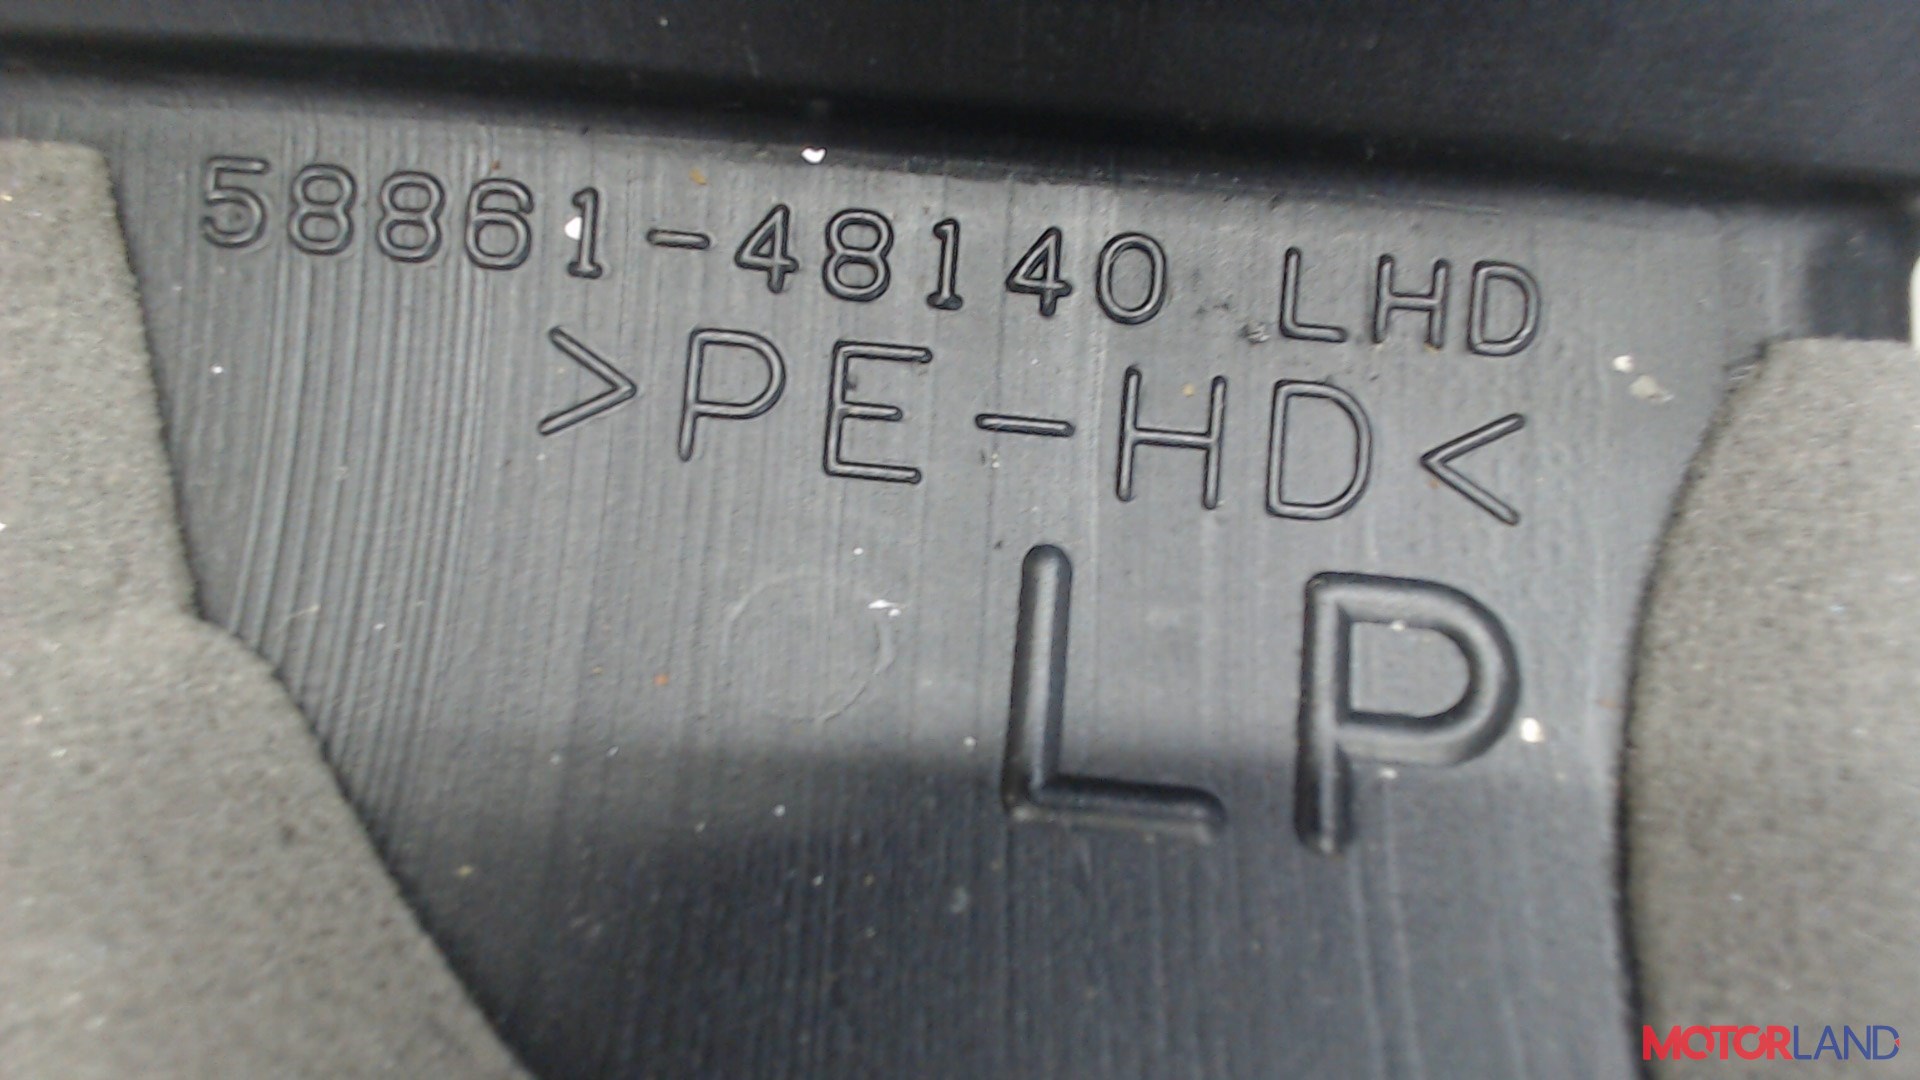 58861-48140 LHD
>PE-HD<
LP
MOTORLAND